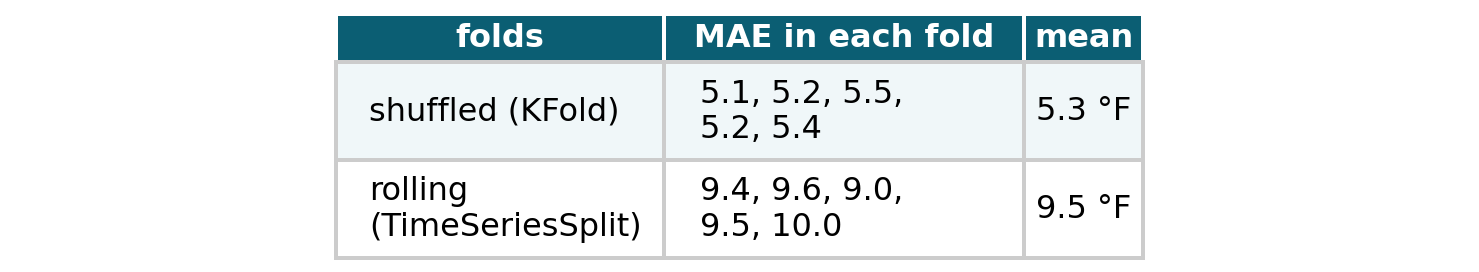 folds MAE in each fold mean
shuffled (KFold) 5.1, 5.2, 5.5,
5.2, 5.4 5.3 °F
rolling
(TimeSeriesSplit) 9.4, 9.6, 9.0,
9.5, 10.0 9.5 °F